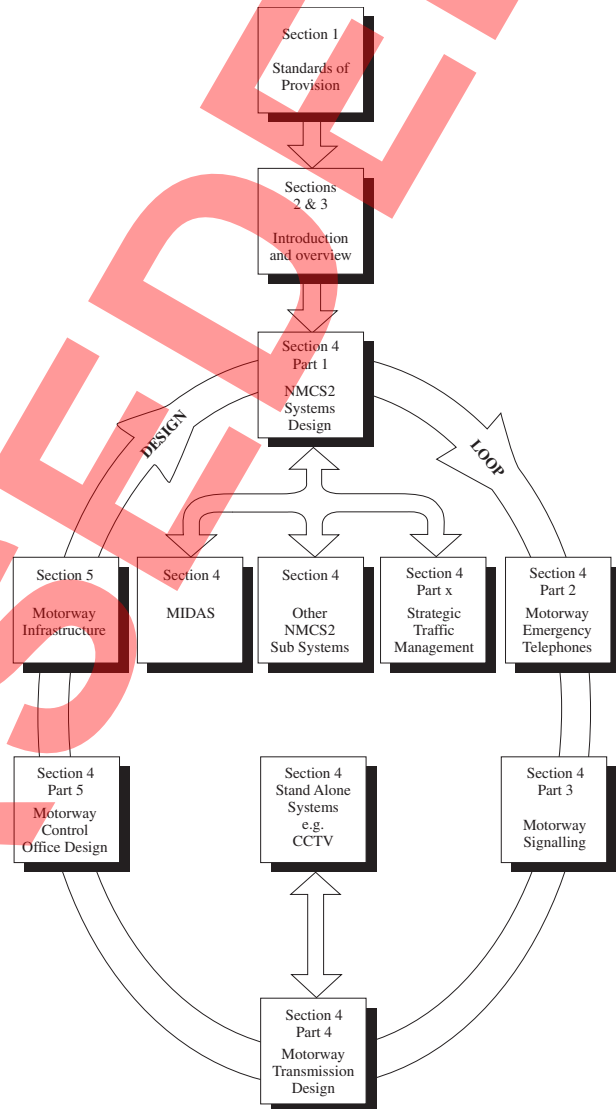 Section 1
Standards of
Provision
Sections
2 & 3
Introduction
and overview
Section 4
Part 1
NMCS2
Systems
Design
DESIGN
LOOP
Section 5
Motorway
Infrastructure
Section 4
MIDAS
Section 4
Other
NMCS2
Sub Systems
Section 4
Part x
Strategic
Traffic
Management
Section 4
Part 2
Motorway
Emergency
Telephones
Section 4
Part 5
Motorway
Control
Office Design
Section 4
Stand Alone
Systems
e.g.
CCTV
Section 4
Part 3
Motorway
Signalling
Section 4
Part 4
Motorway
Transmission
Design